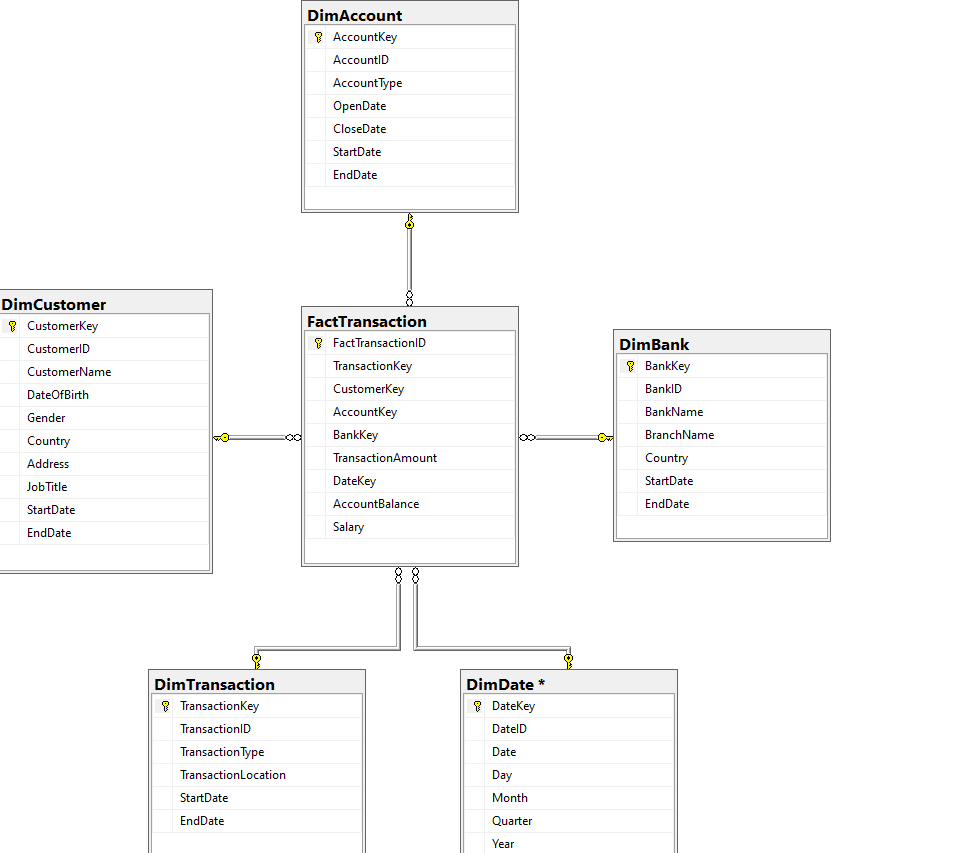 DimAccount
AccountKey
AccountID
AccountType
OpenDate
CloseDate
StartDate
EndDate
DimCustomer
CustomerKey
CustomerID
CustomerName
DateOfBirth
Gender
Country
Address
JobTitle
StartDate
EndDate
FactTransaction
FactTransactionID
TransactionKey
CustomerKey
AccountKey
BankKey
TransactionAmount
DateKey
AccountBalance
Salary
DimBank
BankKey
BankID
BankName
BranchName
Country
StartDate
EndDate
DimTransaction
TransactionKey
TransactionID
TransactionType
TransactionLocation
StartDate
EndDate
DimDate *
DateKey
DateID
Date
Day
Month
Quarter
Year